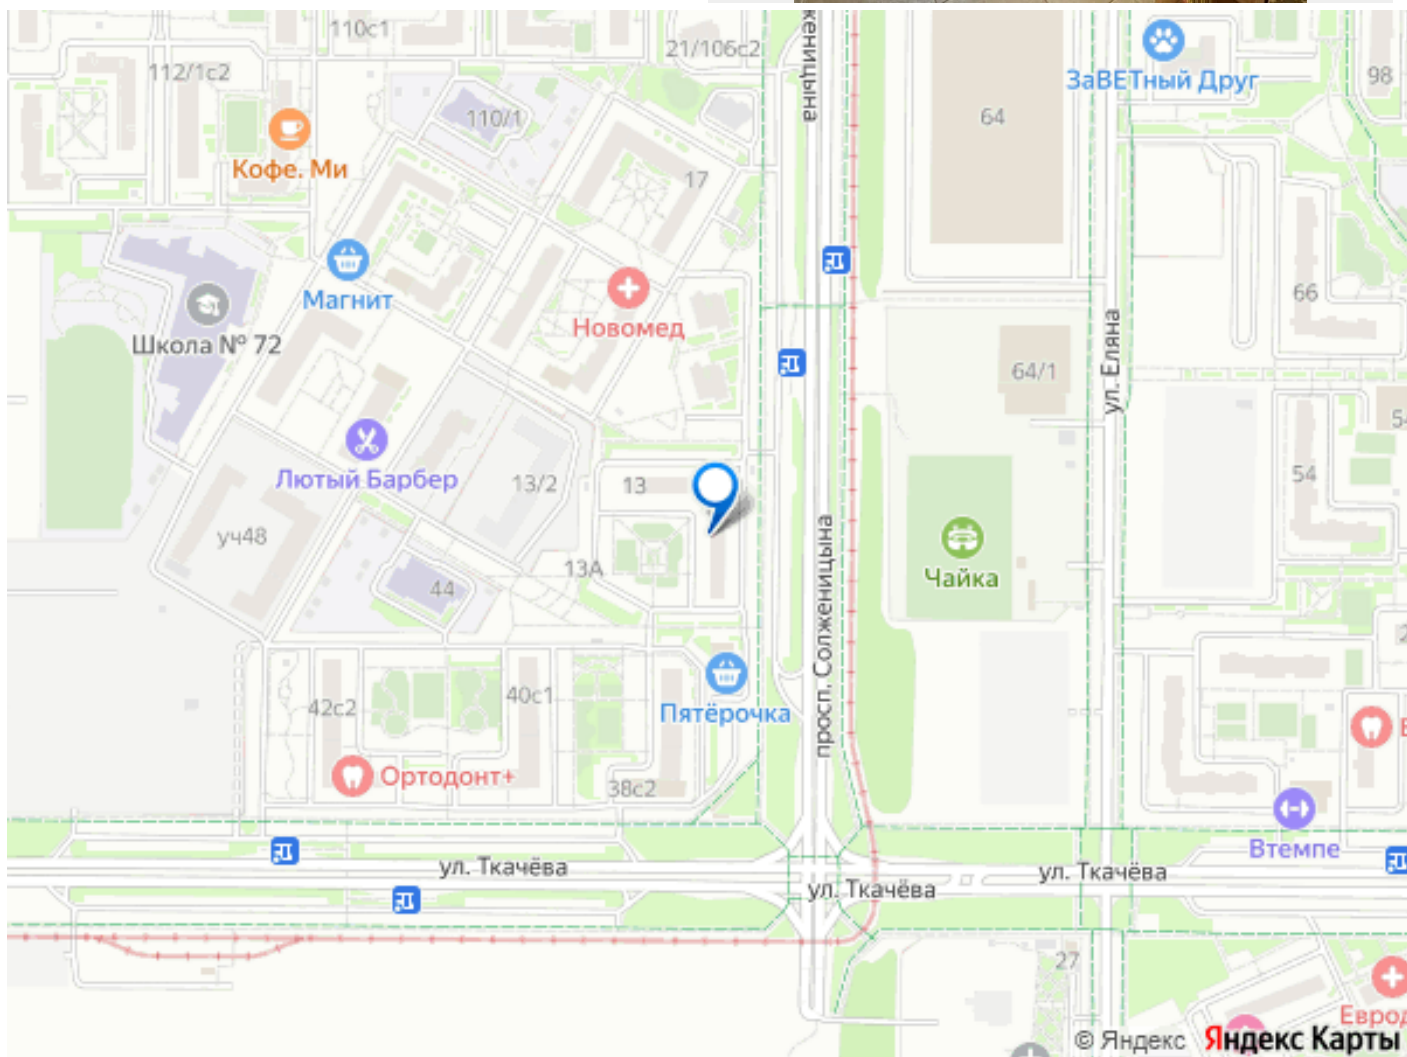 110с1
21/106с2
112/1с2
ЗаВЕТный Друг
98
110/1
64
Кофе. Ми
17
Магнит
66
Новомед
Школа № 72
64/1
ул. Еляна
54
Лютый Барбер
13/2
13
уч48
13А
44
Чайка
просп. Солженицына
42с2
40с1
Пятёрочка
Ортодонт+
38с2
Втемпе
ул. Ткачёва
ул. Ткачёва
ул. Ткачёва
27
Еврод
© Яндекс Яндекс Карты